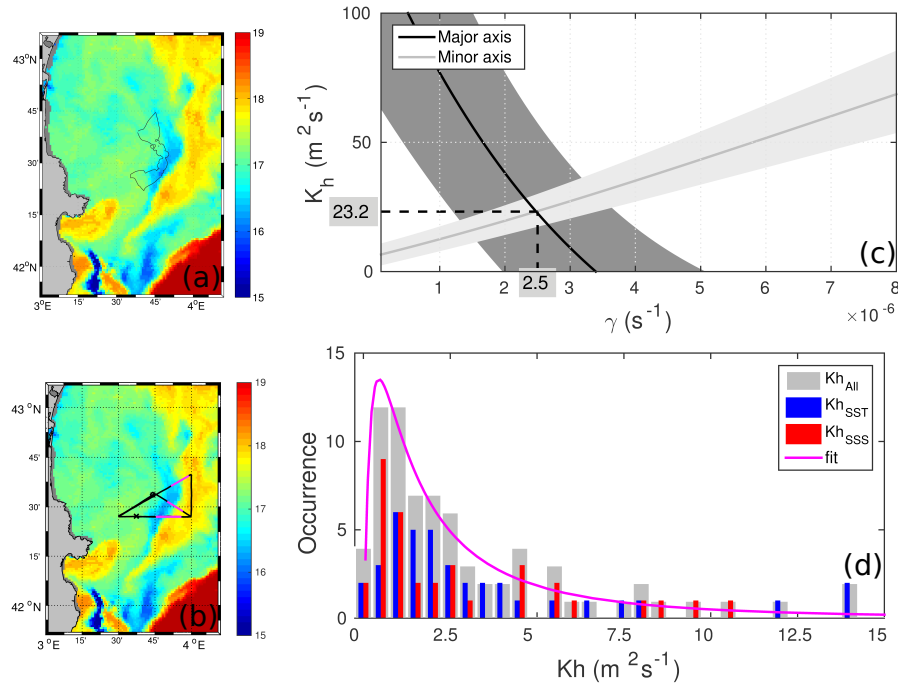 43°N
45'
30'
15'
42°N
3°E
15'
30'
45'
4°E
19
18
17
16
15
(a)
100
50
0
K_h (m² s⁻¹)
23.2
2.5
Major axis
Minor axis
1
2
3
4
5
6
7
8
γ (s⁻¹)
×10⁻⁶
(c)
43°N
45'
30'
15'
42°N
3°E
15'
30'
45'
4°E
19
18
17
16
15
(b)
15
10
5
0
Occurrence
Kh_All
Kh_SST
Kh_SSS
fit
(d)
0
2.5
5
7.5
10
12.5
15
Kh (m²s⁻¹)